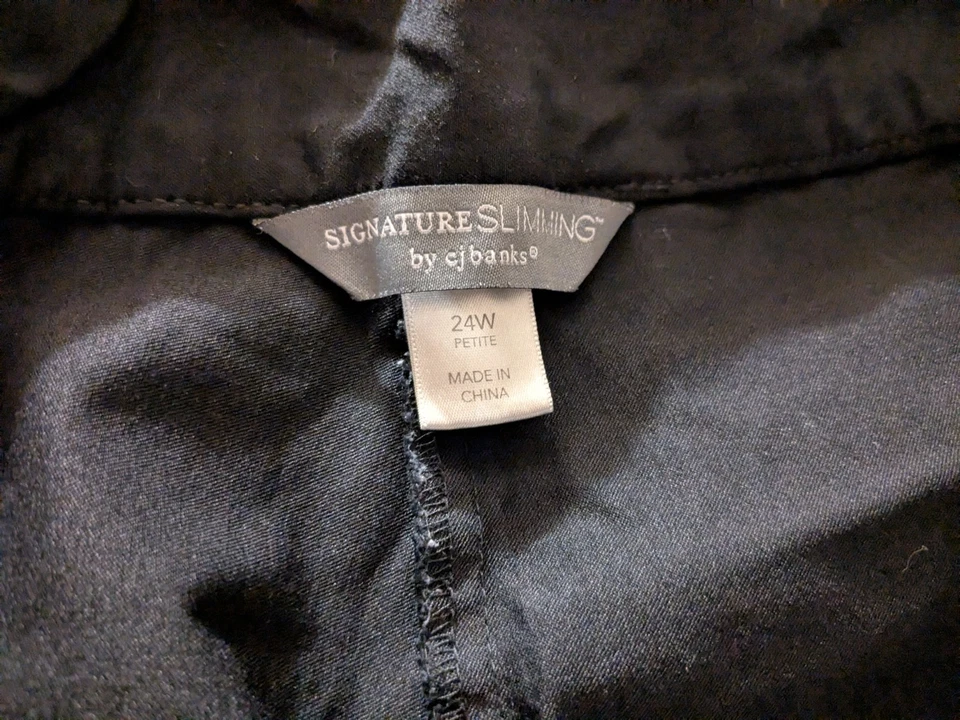 SIGNATURE SLIMMING™
by cj banks®
24W
PETITE
MADE IN
CHINA